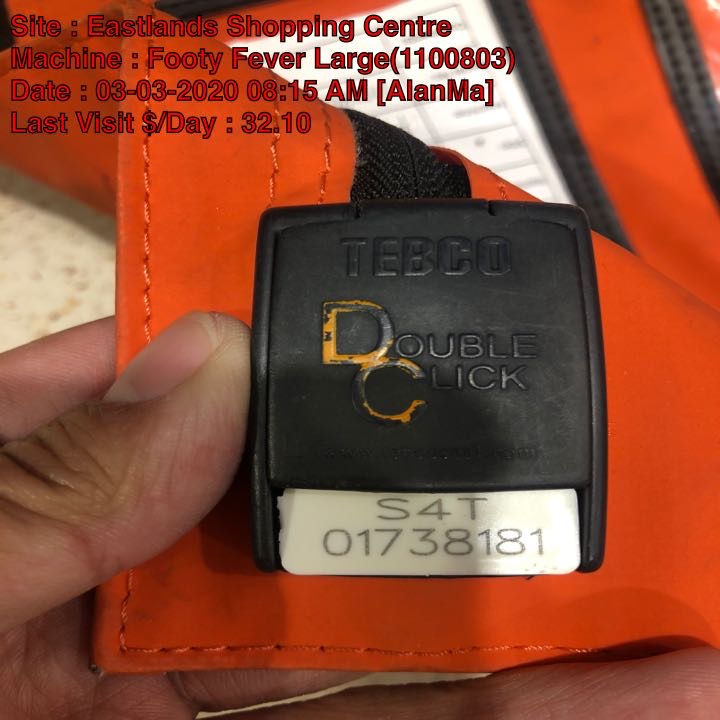 Site : Eastlands Shopping Centre
Machine : Footy Fever Large(1100803)
Date : 03-03-2020 08:15 AM [AlanMa]
Last Visit $/Day : 32.10
TEBCO
DOUBLE
CLICK
S4T
01738181